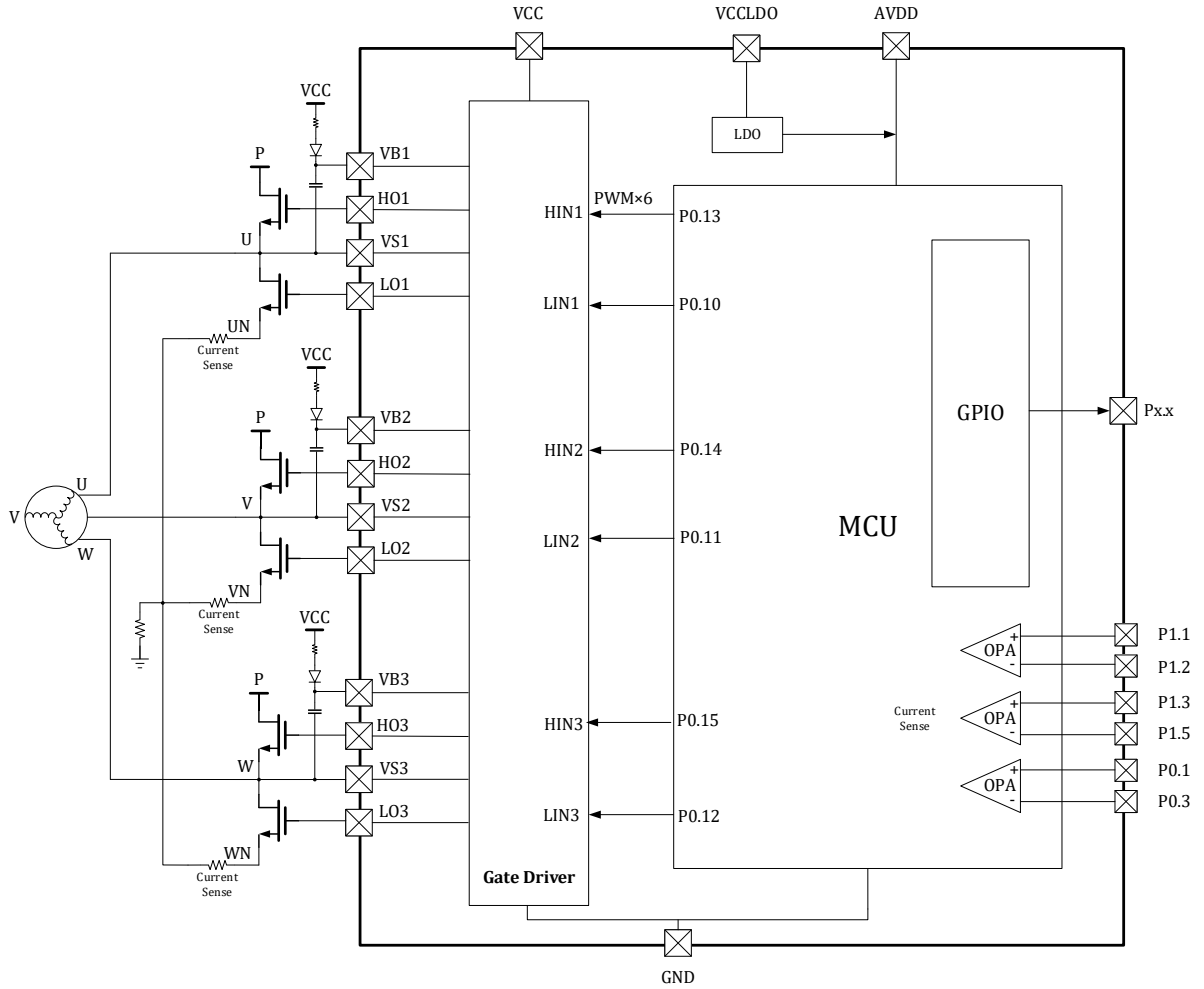 VCC
VCCLDO
AVDD
VCC
LDO
P
VB1
HO1
HIN1
PWM×6
P0.13
U
VS1
LO1
LIN1
P0.10
UN
Current
Sense
VCC
GPIO
Px.x
P
VB2
HO2
HIN2
P0.14
U
V
V
VS2
MCU
W
LO2
LIN2
P0.11
VN
Current
Sense
VCC
P1.1
+
OPA
-
P1.2
P
VB3
P1.3
HO3
HIN3
P0.15
Current
Sense
+
OPA
-
P1.5
W
VS3
P0.1
+
OPA
-
P0.3
LO3
LIN3
P0.12
WN
Current
Sense
Gate Driver
GND